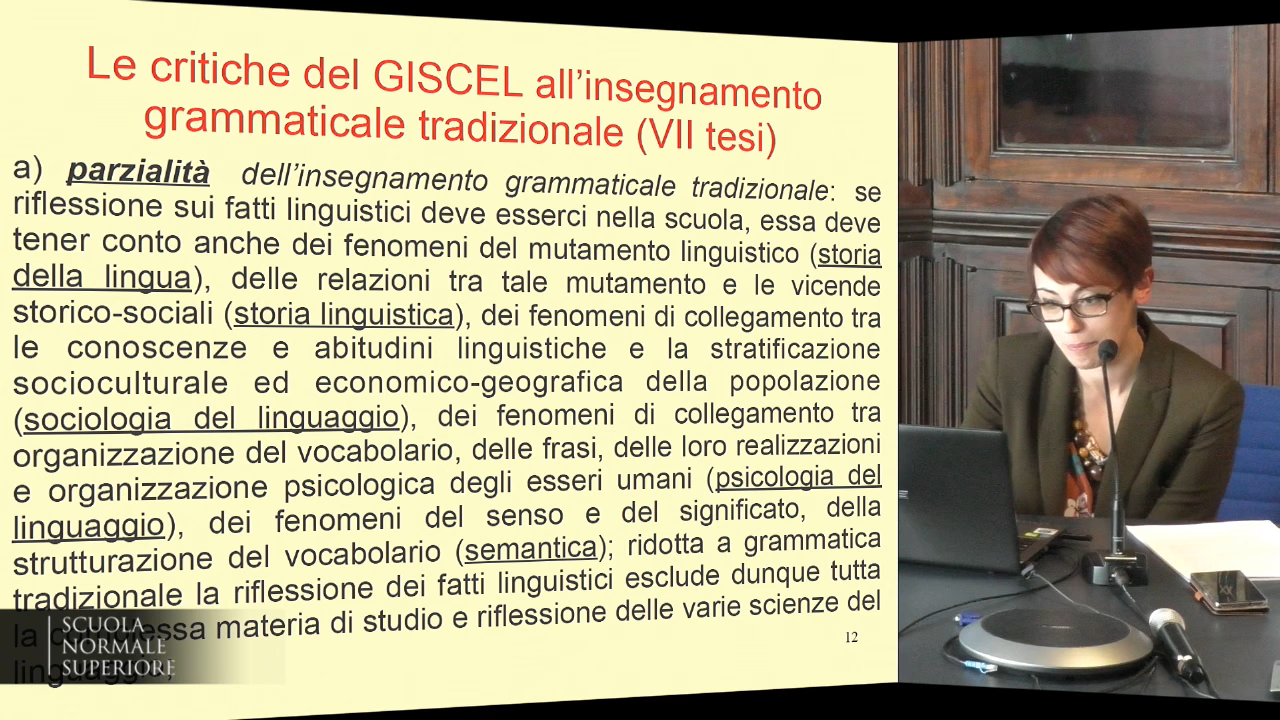 Le critiche del GISCEL all’insegnamento
grammaticale tradizionale (VII tesi)
a) parzialità dell’insegnamento grammaticale tradizionale: se
riflessione sui fatti linguistici deve esserci nella scuola, essa deve
tener conto anche dei fenomeni del mutamento linguistico (storia
della lingua), delle relazioni tra tale mutamento e le vicende
storico-sociali (storia linguistica), dei fenomeni di collegamento tra
le conoscenze e abitudini linguistiche e la stratificazione
socioculturale ed economico-geografica della popolazione
(sociologia del linguaggio), dei fenomeni di collegamento tra
organizzazione del vocabolario, delle frasi, delle loro realizzazioni
e organizzazione psicologica degli esseri umani (psicologia del
linguaggio), dei fenomeni del senso e del significato, della
strutturazione del vocabolario (semantica); ridotta a grammatica
tradizionale la riflessione dei fatti linguistici esclude dunque tutta
la materia di studio e riflessione delle varie scienze del
linguaggio;
12
SCUOLA
NORMALE
SUPERIORE